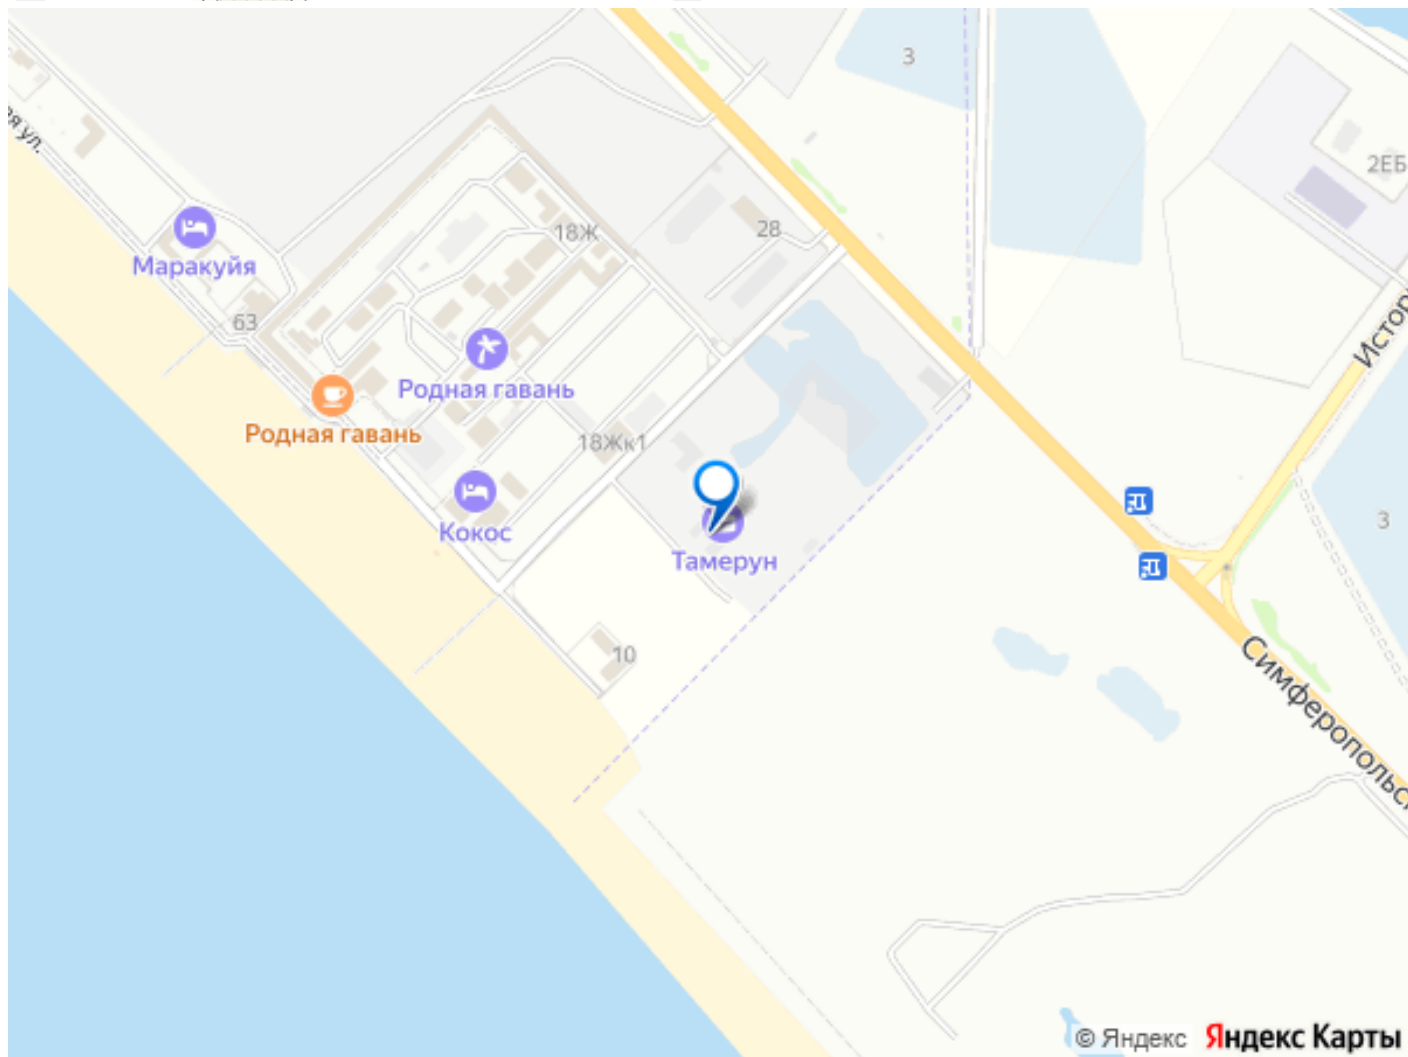 3
2ЕБ
ая ул.
18Ж
28
Маракуйя
63
Истор
Родная гавань
Родная гавань
18Жк1
Кокос
Тамерун
3
10
Симферопольс
© Яндекс
Яндекс Карты